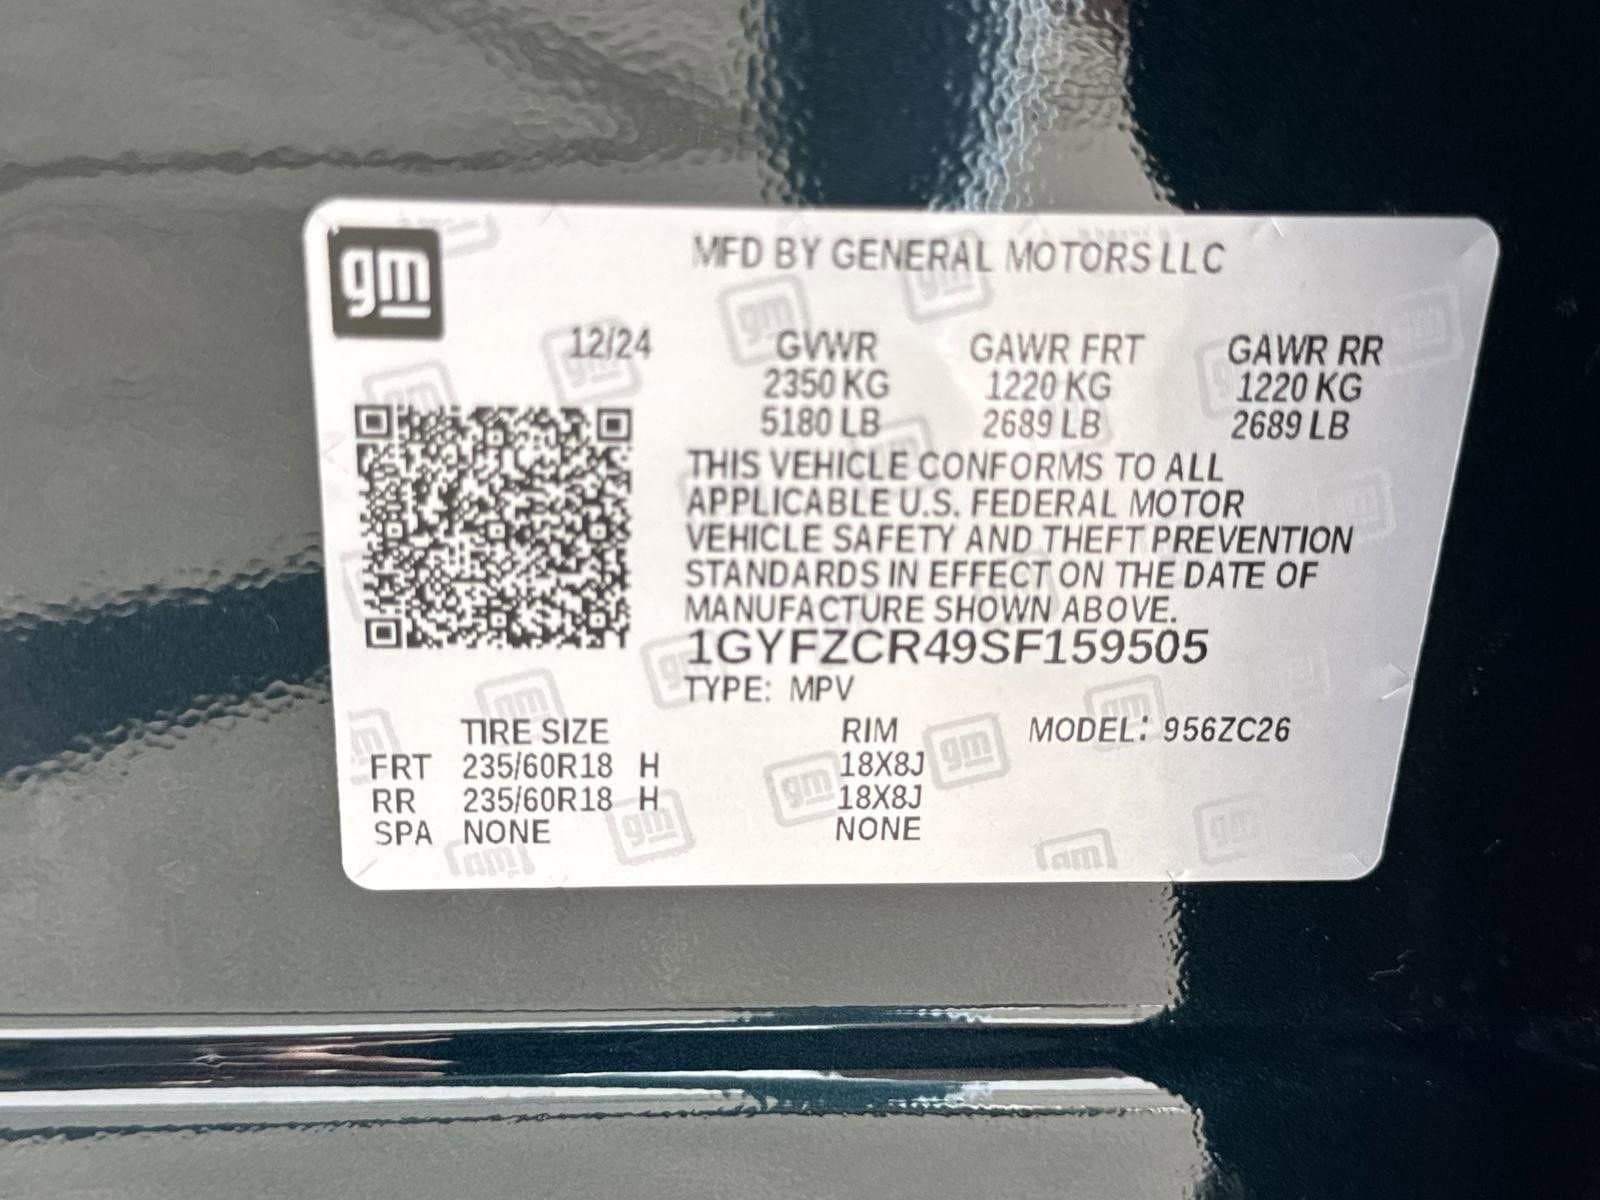 gm
MFD BY GENERAL MOTORS LLC
12/24 GVWR GAWR FRT GAWR RR
2350 KG 1220 KG 1220 KG
5180 LB 2689 LB 2689 LB
THIS VEHICLE CONFORMS TO ALL
APPLICABLE U.S. FEDERAL MOTOR
VEHICLE SAFETY AND THEFT PREVENTION
STANDARDS IN EFFECT ON THE DATE OF
MANUFACTURE SHOWN ABOVE.
1GYFZCR49SF159505
TYPE: MPV
TIRE SIZE RIM MODEL: 956ZC26
FRT 235/60R18 H 18X8J
RR 235/60R18 H 18X8J
SPA NONE NONE